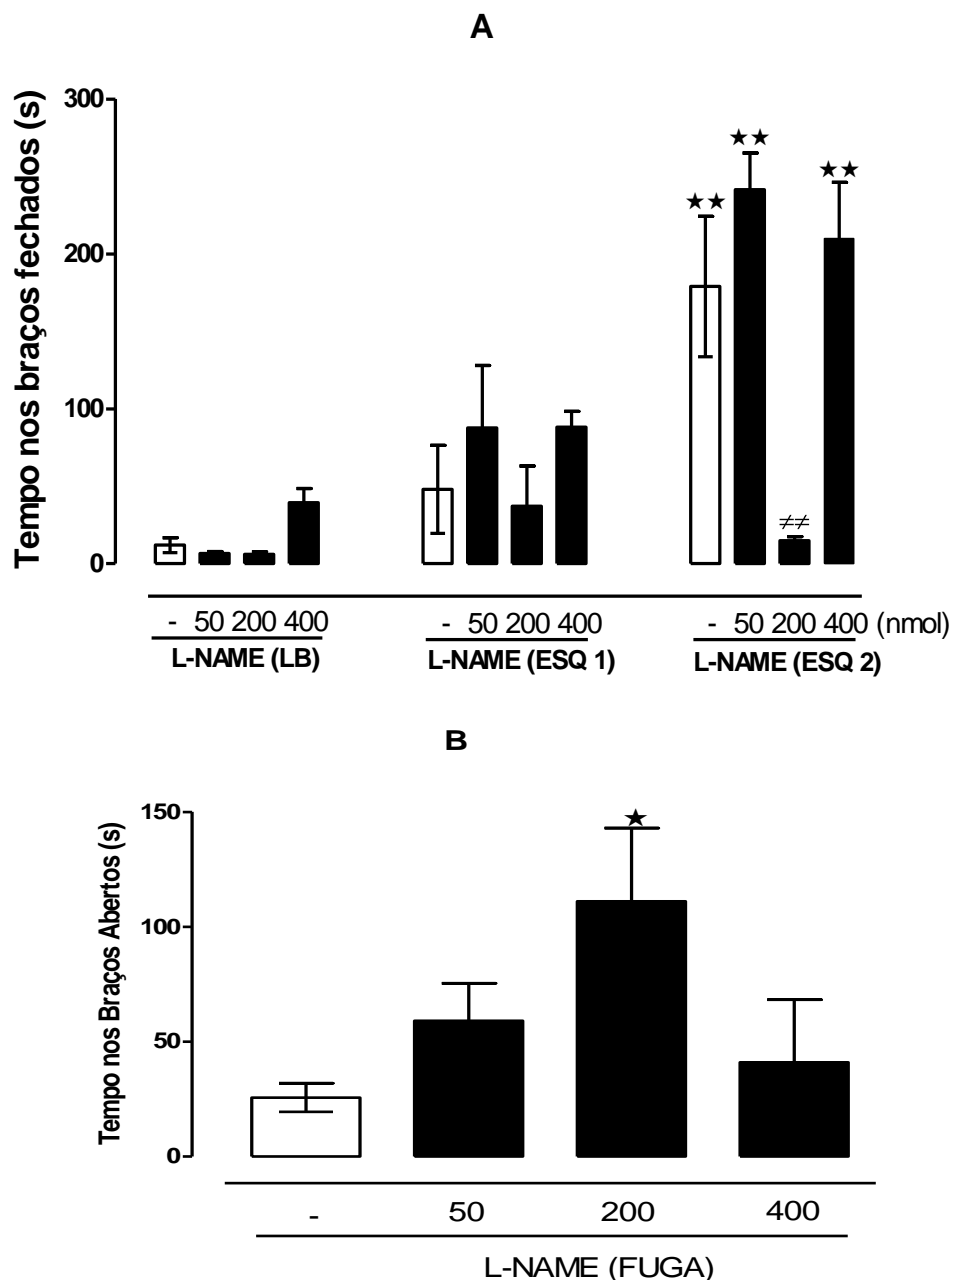 A
Tempo nos braços fechados (s)
300
200
100
0
★★
★★
★★
≠≠
- 50 200 400
- 50 200 400
- 50 200 400 (nmol)
L-NAME (LB)
L-NAME (ESQ 1)
L-NAME (ESQ 2)
B
Tempo nos Braços Abertos (s)
150
100
50
0
★
- 50 200 400
L-NAME (FUGA)